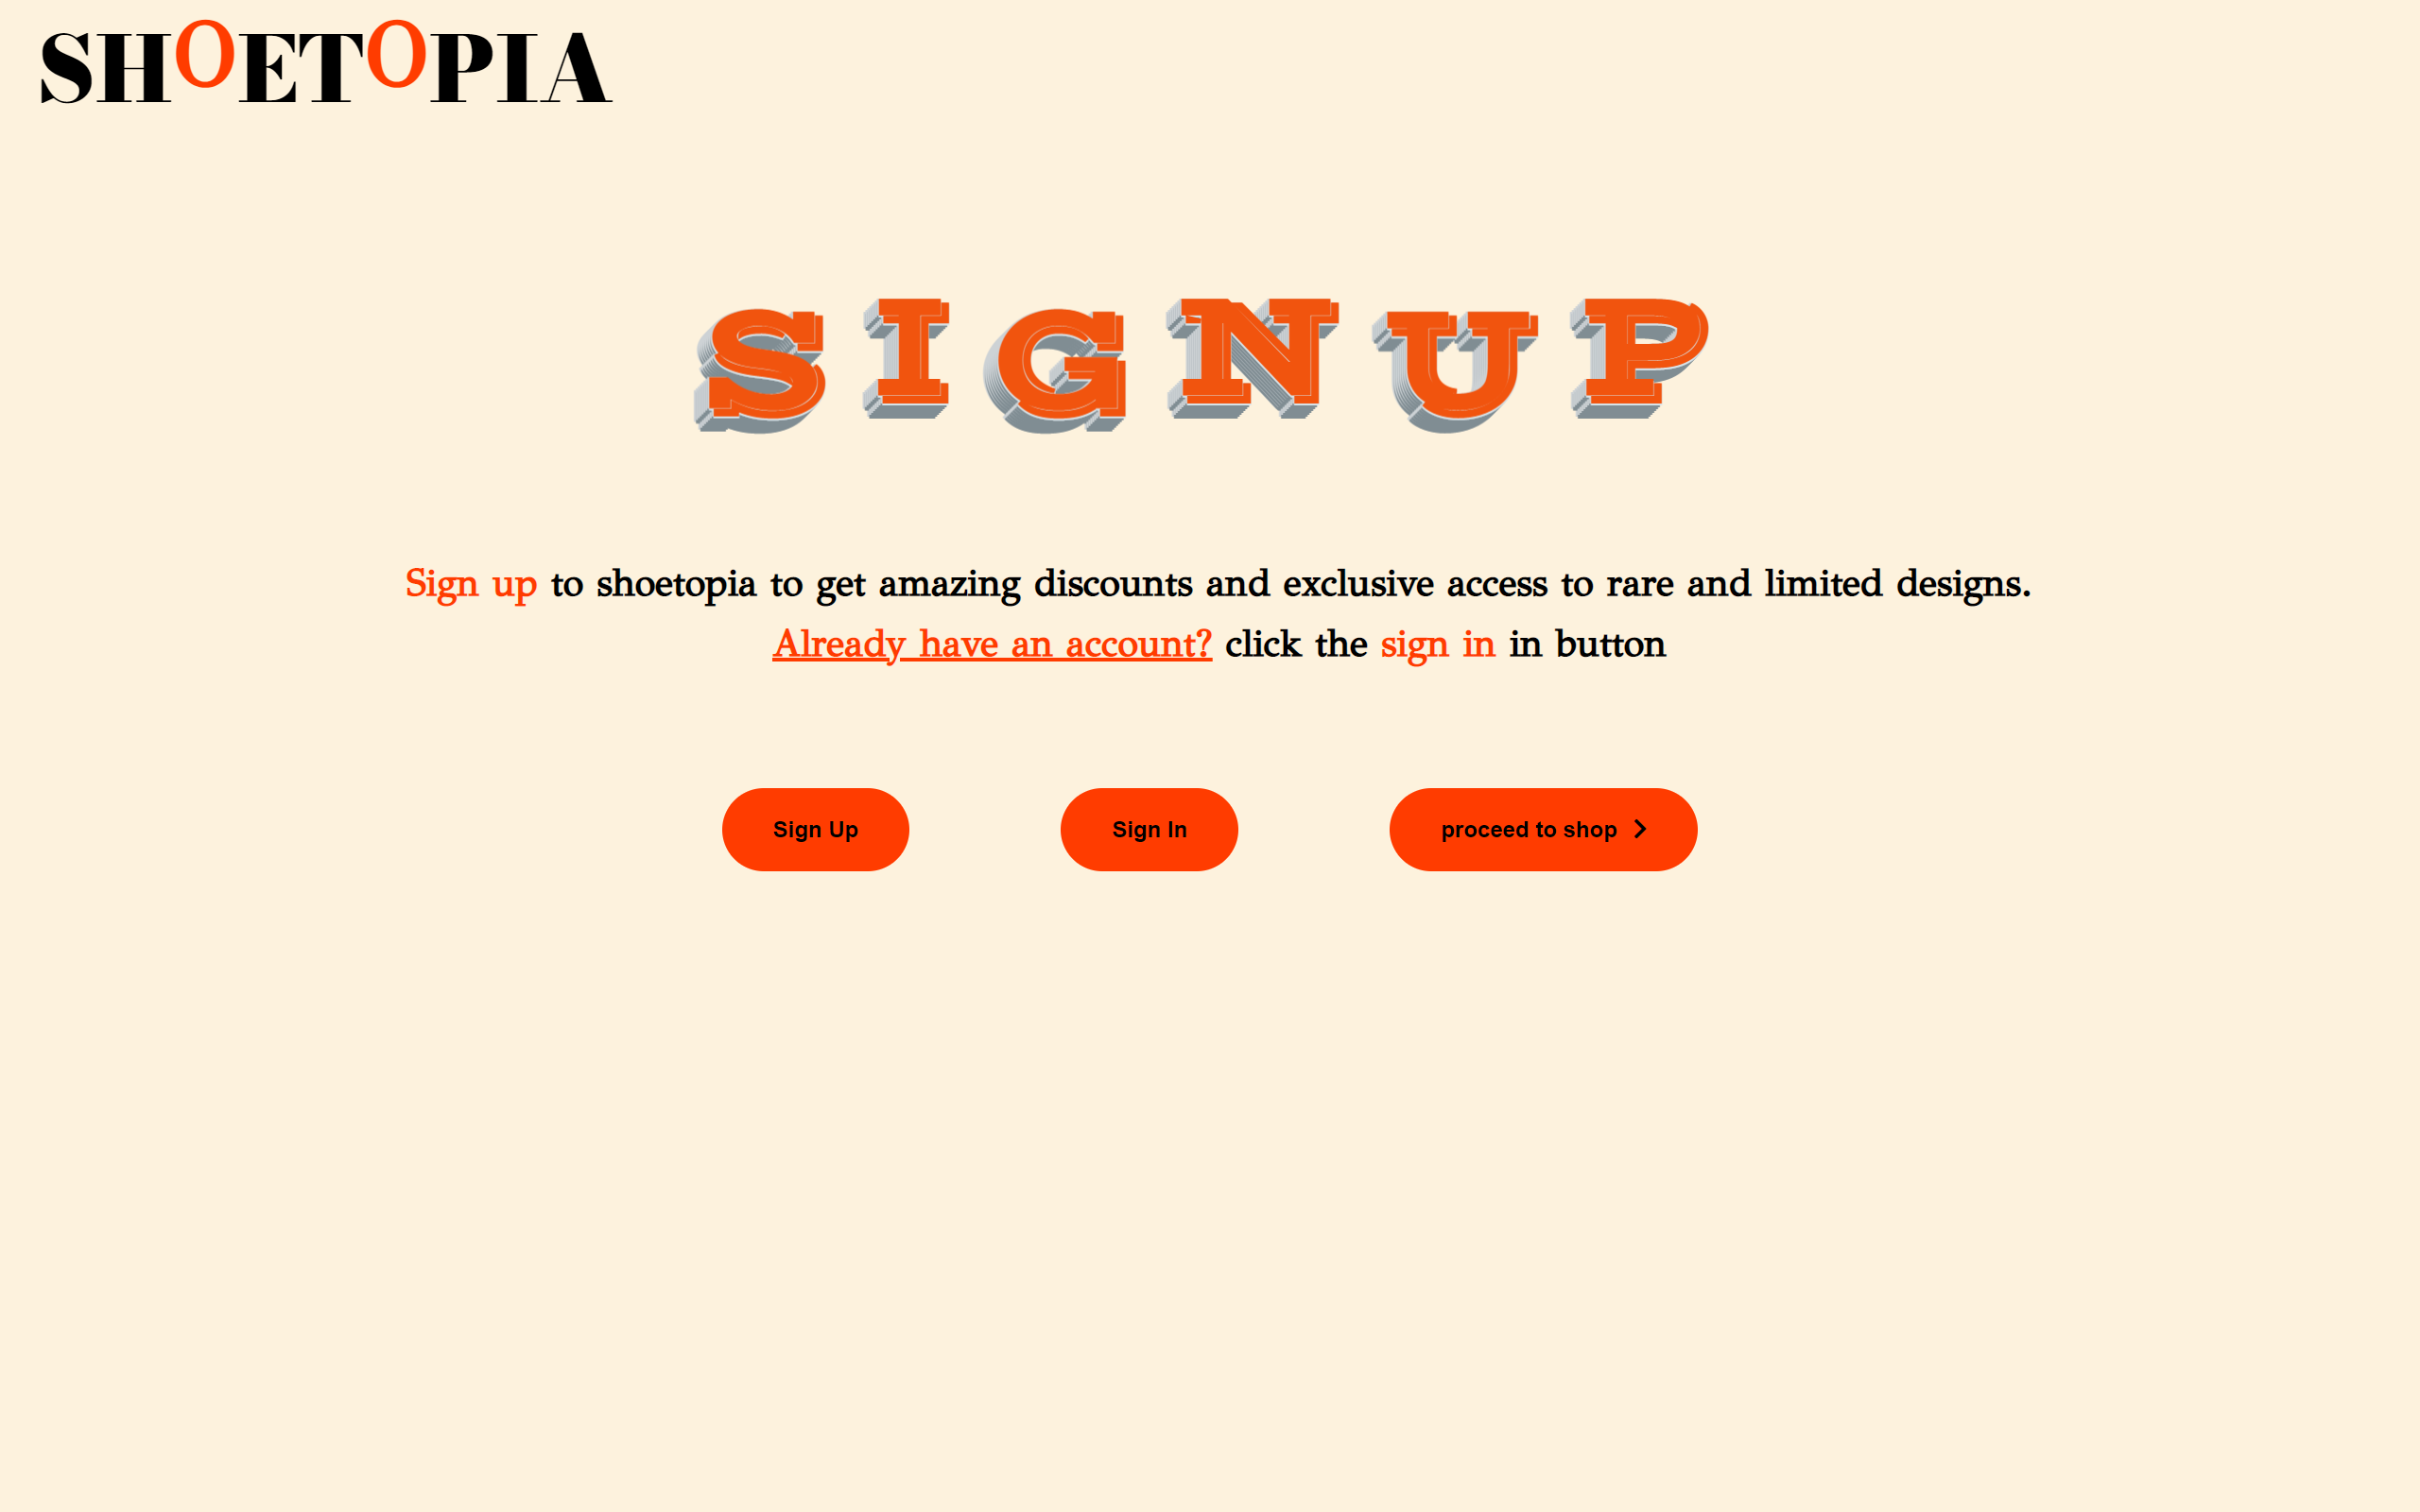 SHOETOPIA
SIGNUP
Sign up to shoetopia to get amazing discounts and exclusive access to rare and limited designs.
Already have an account? click the sign in in button
Sign Up
Sign In
proceed to shop